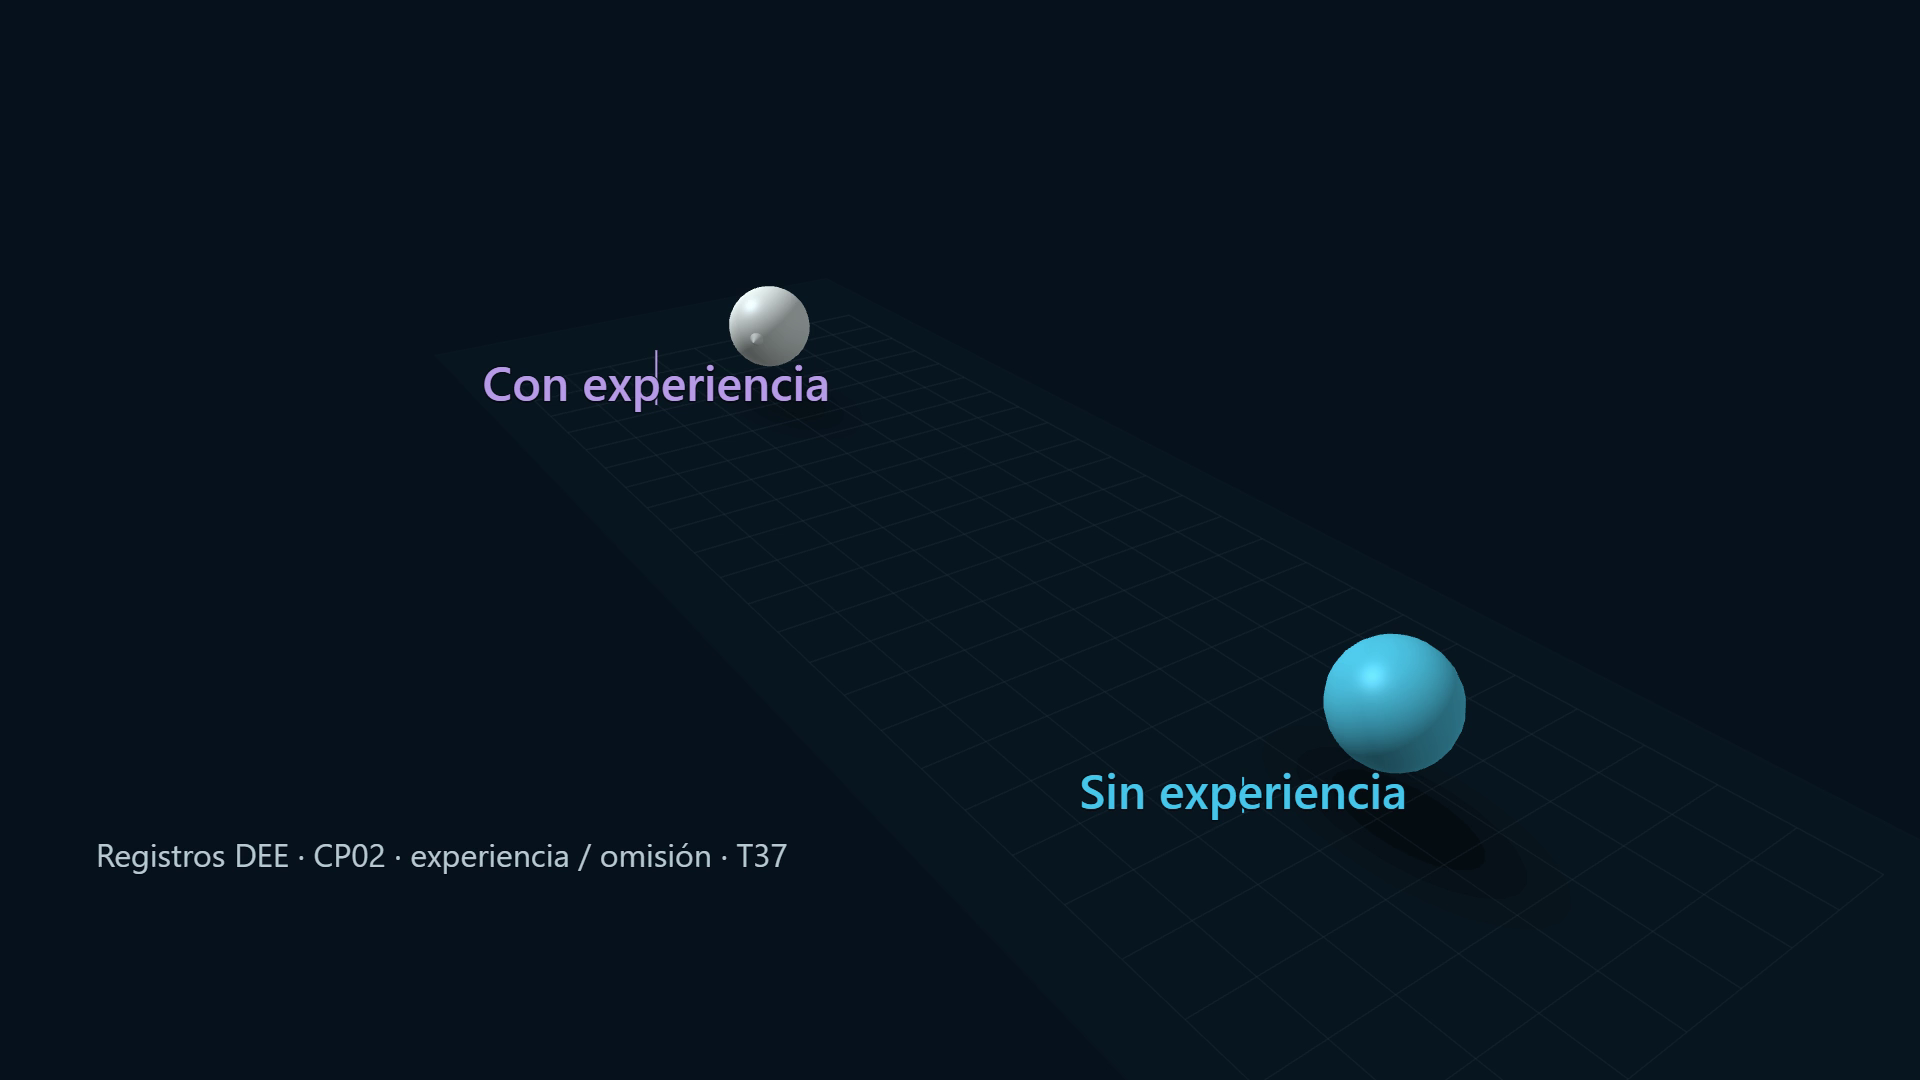 Con experiencia
Sin experiencia
Registros DEE · CP02 · experiencia / omisión · T37